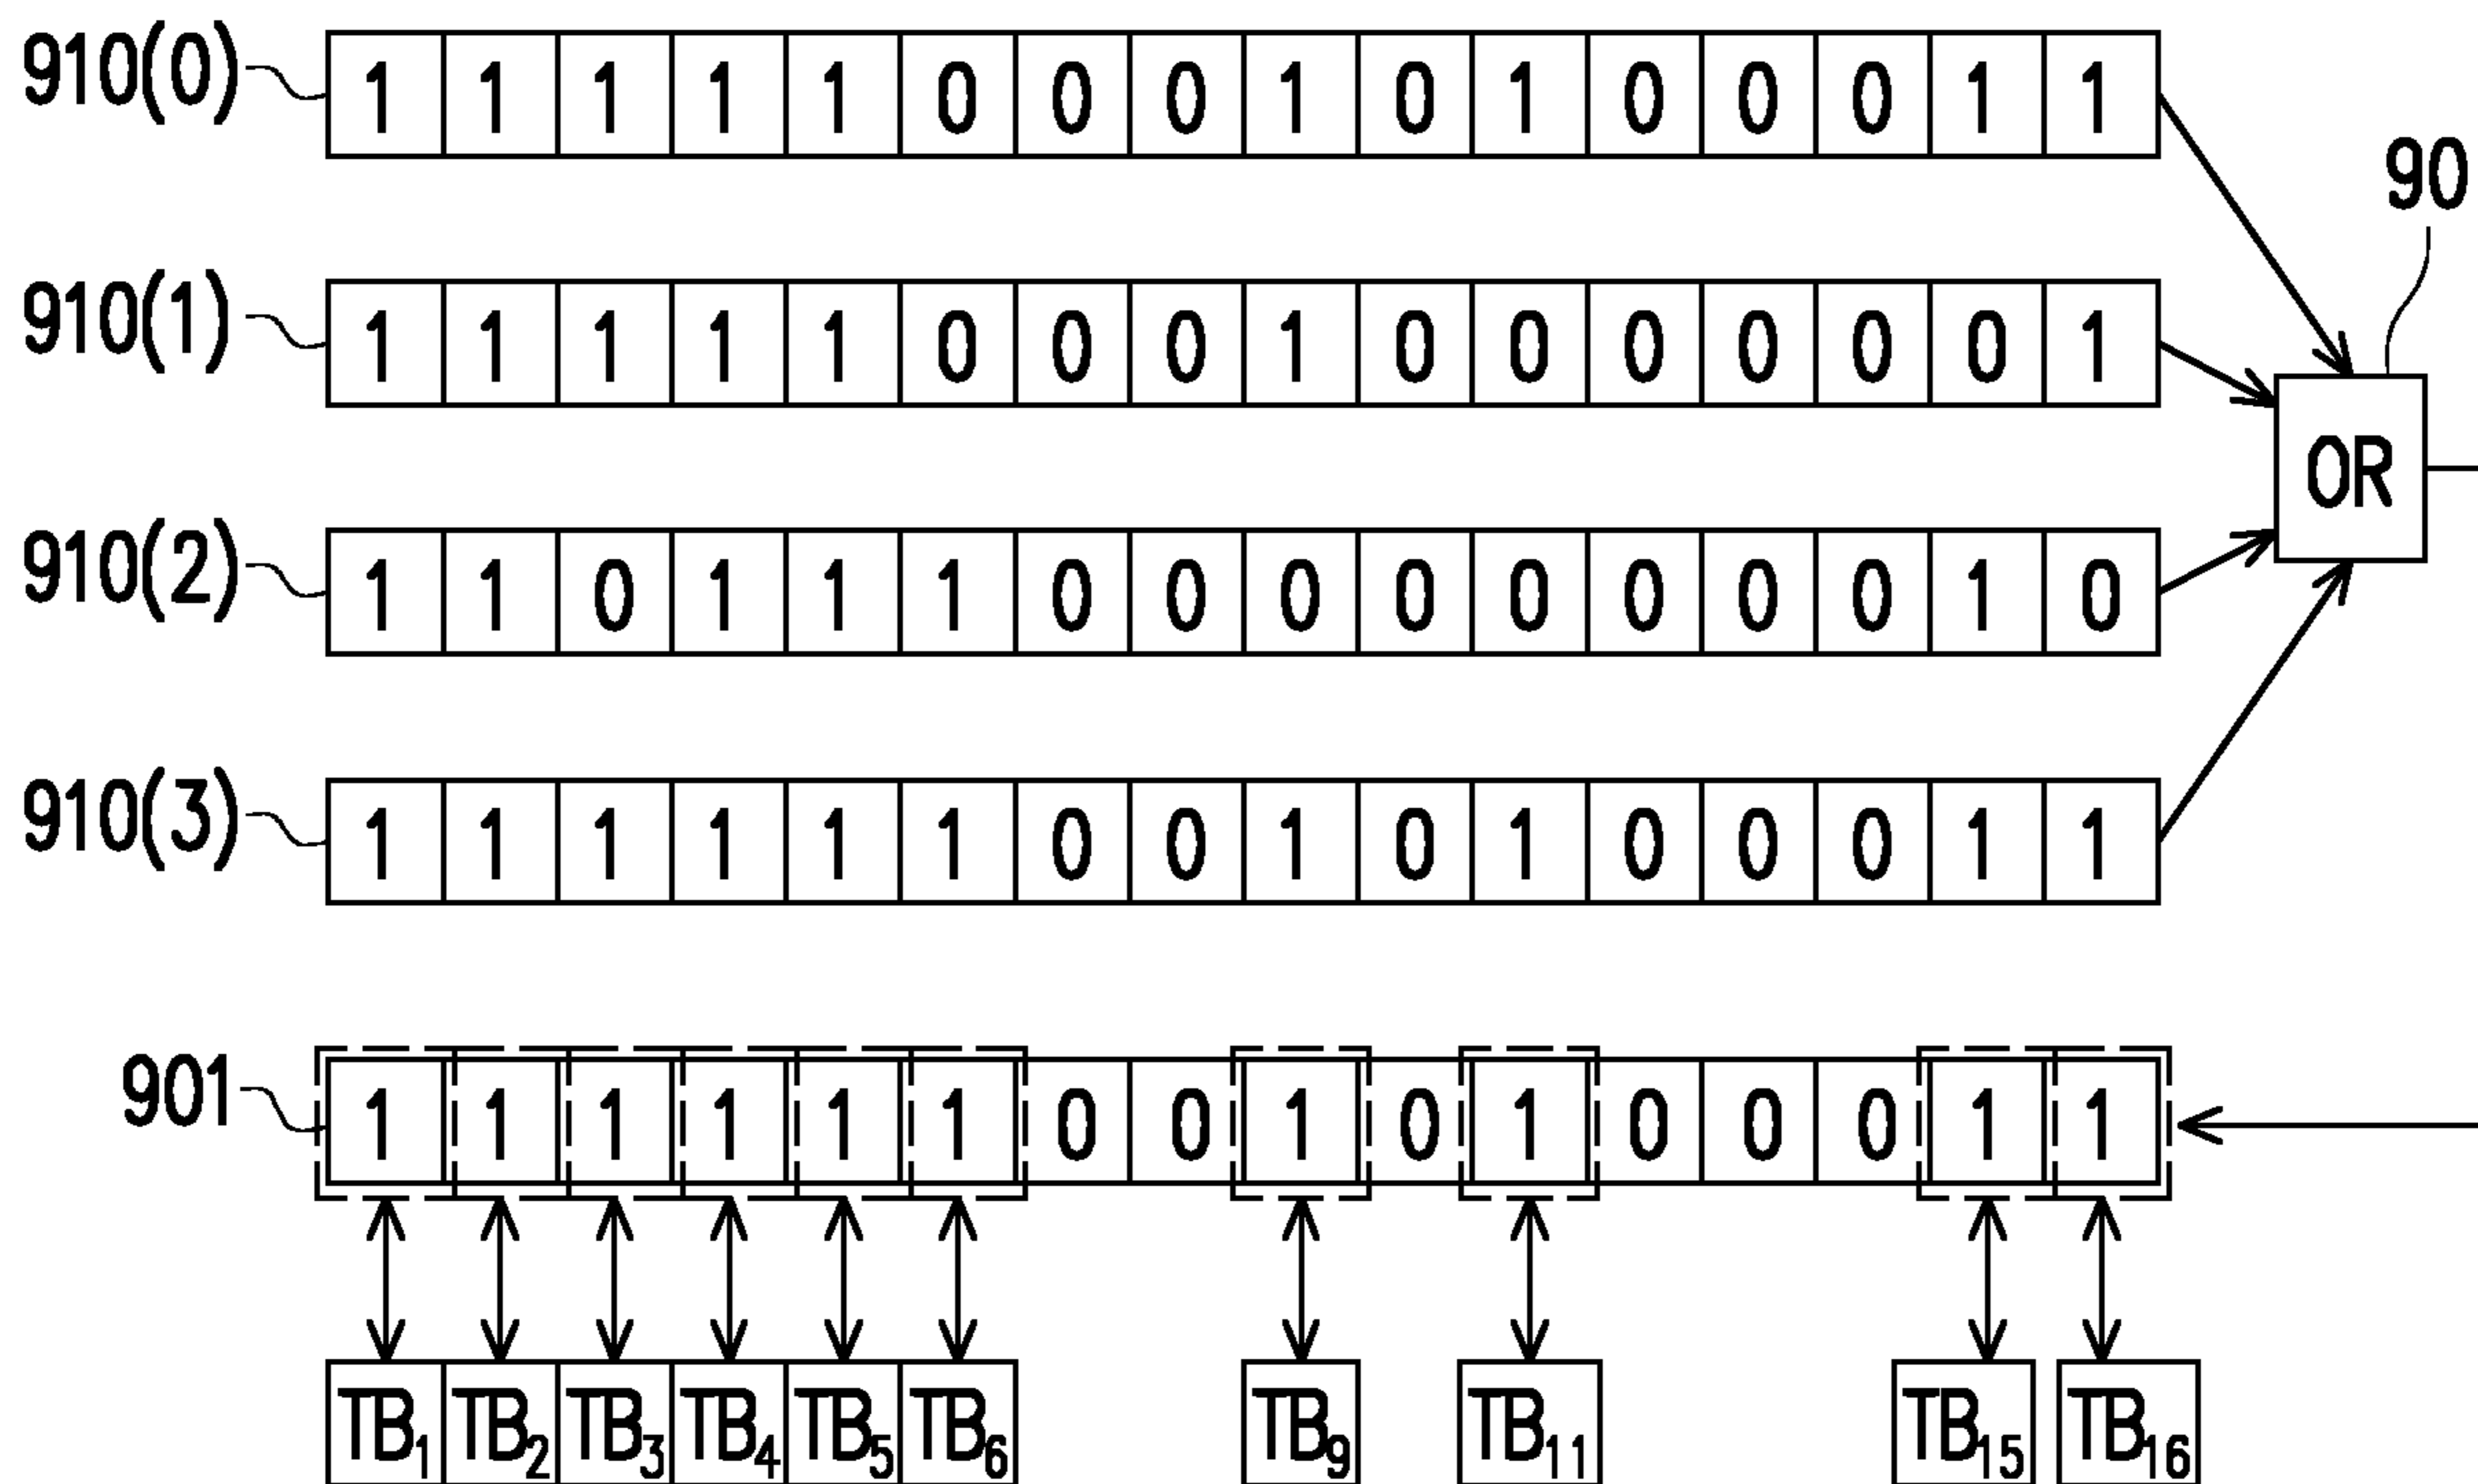 910(0) 1 1 1 1 1 0 0 0 1 0 1 0 0 0 1 1
90
910(1) 1 1 1 1 1 0 0 0 1 0 0 0 0 0 0 1
OR
910(2) 1 1 0 1 1 1 0 0 0 0 0 0 0 0 1 0
910(3) 1 1 1 1 1 1 0 0 1 0 1 0 0 0 1 1
901 1 1 1 1 1 1 0 0 1 0 1 0 0 0 1 1
TB1 TB2 TB3 TB4 TB5 TB6 TB9 TB11 TB15 TB16